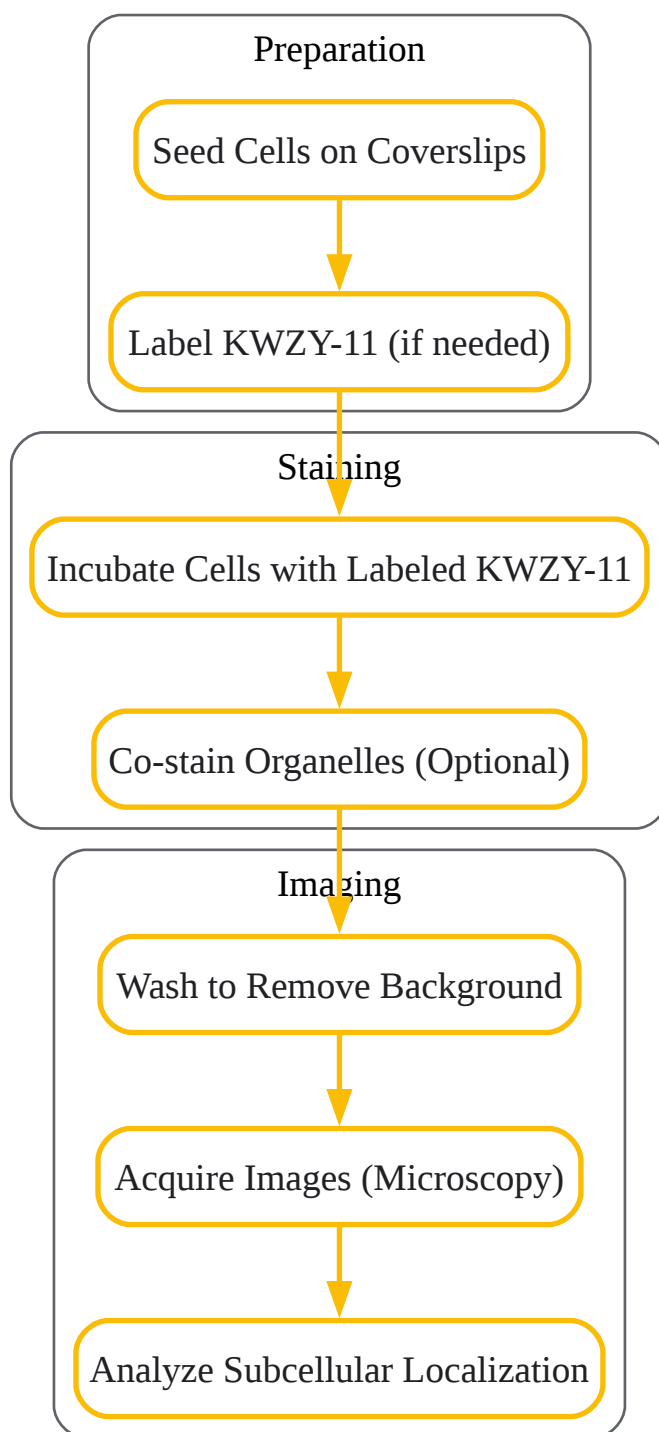 Preparation
Seed Cells on Coverslips
Label KWZY-11 (if needed)
Staining
Incubate Cells with Labeled KWZY-11
Co-stain Organelles (Optional)
Imaging
Wash to Remove Background
Acquire Images (Microscopy)
Analyze Subcellular Localization